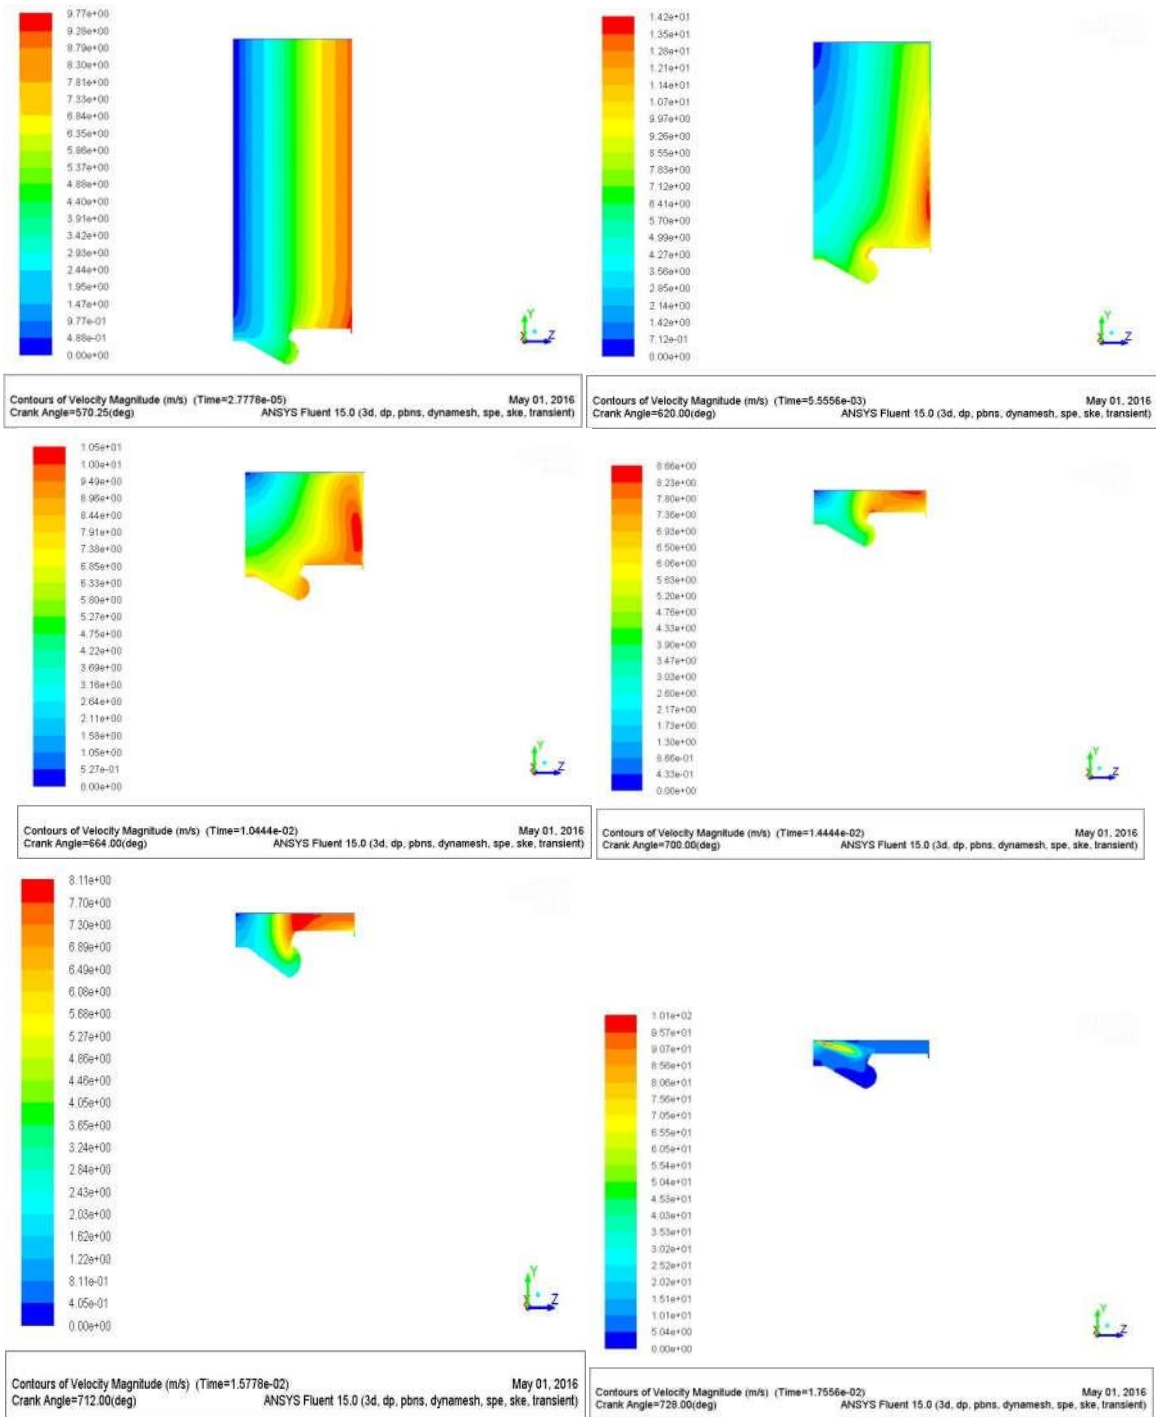 9.77e+00
9.28e+00
8.79e+00
8.30e+00
7.81e+00
7.33e+00
6.84e+00
6.35e+00
5.86e+00
5.37e+00
4.88e+00
4.40e+00
3.91e+00
3.42e+00
2.93e+00
2.44e+00
1.95e+00
1.47e+00
9.77e-01
4.88e-01
0.00e+00
Y
X
Z
Contours of Velocity Magnitude (m/s) (Time=2.7778e-05)
May 01, 2016
Crank Angle=570.25(deg)
ANSYS Fluent 15.0 (3d, dp, pbns, dynamesh, spe, ske, transient)
1.42e+01
1.35e+01
1.28e+01
1.21e+01
1.14e+01
1.07e+01
9.97e+00
9.26e+00
8.55e+00
7.83e+00
7.12e+00
6.41e+00
5.70e+00
4.99e+00
4.27e+00
3.56e+00
2.85e+00
2.14e+00
1.42e+00
7.12e-01
0.00e+00
Y
X
Z
Contours of Velocity Magnitude (m/s) (Time=5.5556e-03)
May 01, 2016
Crank Angle=620.00(deg)
ANSYS Fluent 15.0 (3d, dp, pbns, dynamesh, spe, ske, transient)
1.05e+01
1.00e+01
9.49e+00
8.96e+00
8.44e+00
7.91e+00
7.38e+00
6.85e+00
6.33e+00
5.80e+00
5.27e+00
4.75e+00
4.22e+00
3.69e+00
3.16e+00
2.64e+00
2.11e+00
1.58e+00
1.05e+00
5.27e-01
0.00e+00
Y
X
Z
Contours of Velocity Magnitude (m/s) (Time=1.0444e-02)
May 01, 2016
Crank Angle=664.00(deg)
ANSYS Fluent 15.0 (3d, dp, pbns, dynamesh, spe, ske, transient)
8.66e+00
8.23e+00
7.80e+00
7.36e+00
6.93e+00
6.50e+00
6.06e+00
5.63e+00
5.20e+00
4.76e+00
4.33e+00
3.90e+00
3.47e+00
3.03e+00
2.60e+00
2.17e+00
1.73e+00
1.30e+00
8.66e-01
4.33e-01
0.00e+00
Y
X
Z
Contours of Velocity Magnitude (m/s) (Time=1.4444e-02)
May 01, 2016
Crank Angle=700.00(deg)
ANSYS Fluent 15.0 (3d, dp, pbns, dynamesh, spe, ske, transient)
8.11e+00
7.70e+00
7.30e+00
6.89e+00
6.49e+00
6.08e+00
5.68e+00
5.27e+00
4.86e+00
4.46e+00
4.05e+00
3.65e+00
3.24e+00
2.84e+00
2.43e+00
2.03e+00
1.62e+00
1.22e+00
8.11e-01
4.05e-01
0.00e+00
Y
X
Z
Contours of Velocity Magnitude (m/s) (Time=1.5778e-02)
May 01, 2016
Crank Angle=712.00(deg)
ANSYS Fluent 15.0 (3d, dp, pbns, dynamesh, spe, ske, transient)
1.01e+02
9.57e+01
9.07e+01
8.56e+01
8.06e+01
7.56e+01
7.05e+01
6.55e+01
6.05e+01
5.54e+01
5.04e+01
4.53e+01
4.03e+01
3.53e+01
3.02e+01
2.52e+01
2.02e+01
1.51e+01
1.01e+01
5.04e+00
0.00e+00
Y
X
Z
Contours of Velocity Magnitude (m/s) (Time=1.7556e-02)
May 01, 2016
Crank Angle=728.00(deg)
ANSYS Fluent 15.0 (3d, dp, pbns, dynamesh, spe, ske, transient)